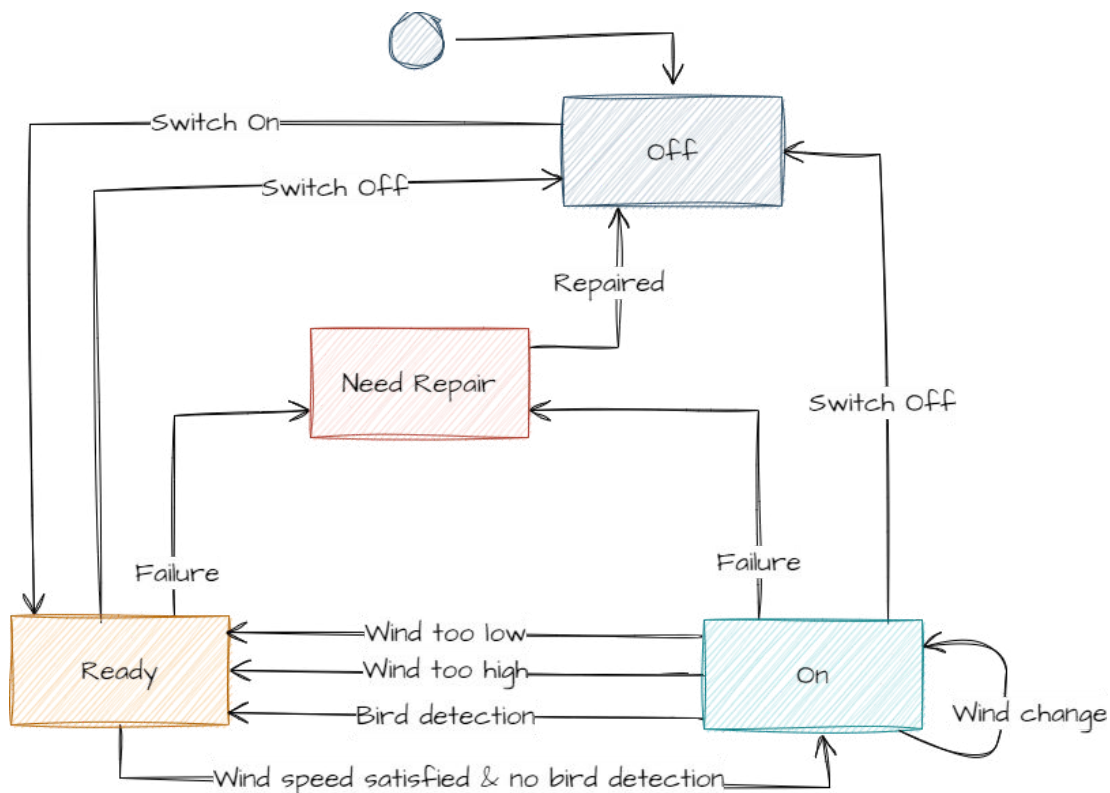 Switch On
Off
Switch Off
Repaired
Need Repair
Switch Off
Failure
Failure
Wind too low
Ready
Wind too high
On
Bird detection
Wind change
Wind speed satisfied & no bird detection